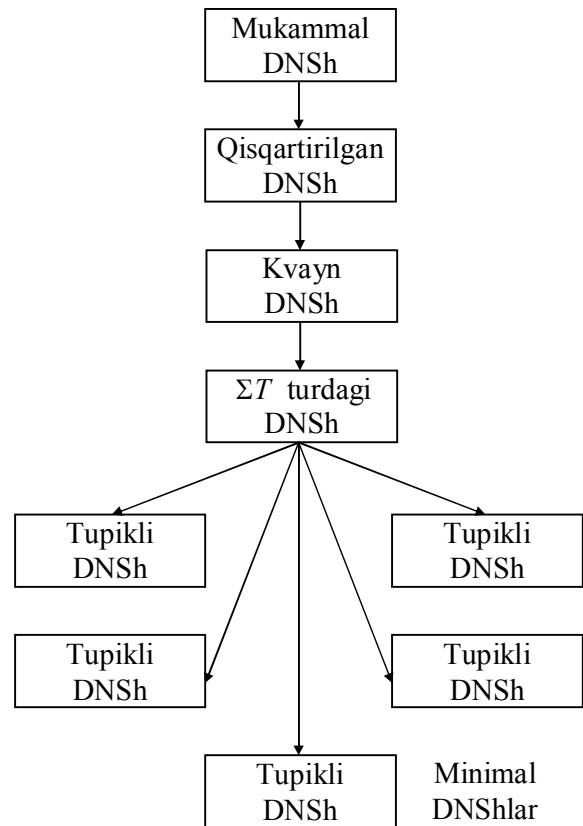 Mukammal
DNSh
Qisqartirilgan
DNSh
Kvayn
DNSh
ΣT turdagi
DNSh
Tupikli
DNSh
Tupikli
DNSh
Tupikli
DNSh
Tupikli
DNSh
Tupikli
DNSh
Minimal
DNShlar